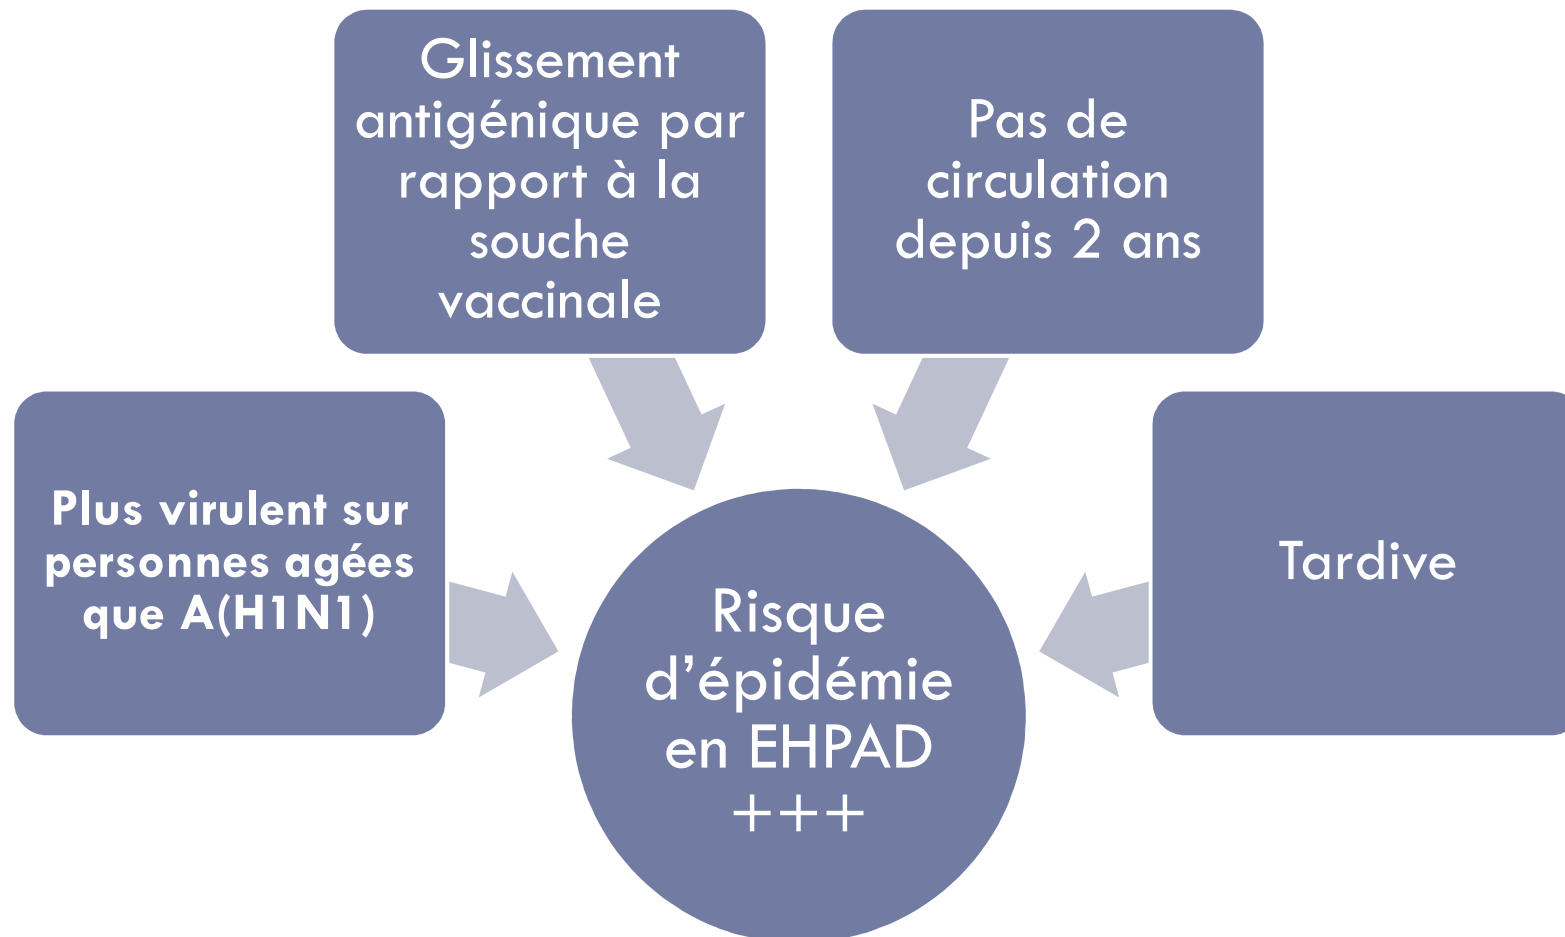 Glissement
antigénique par
rapport à la
souche
vaccinale
Pas de
circulation
depuis 2 ans
Plus virulent sur
personnes agées
que A(H1N1)
Tardive
Risque
d’épidémie
en EHPAD
+++